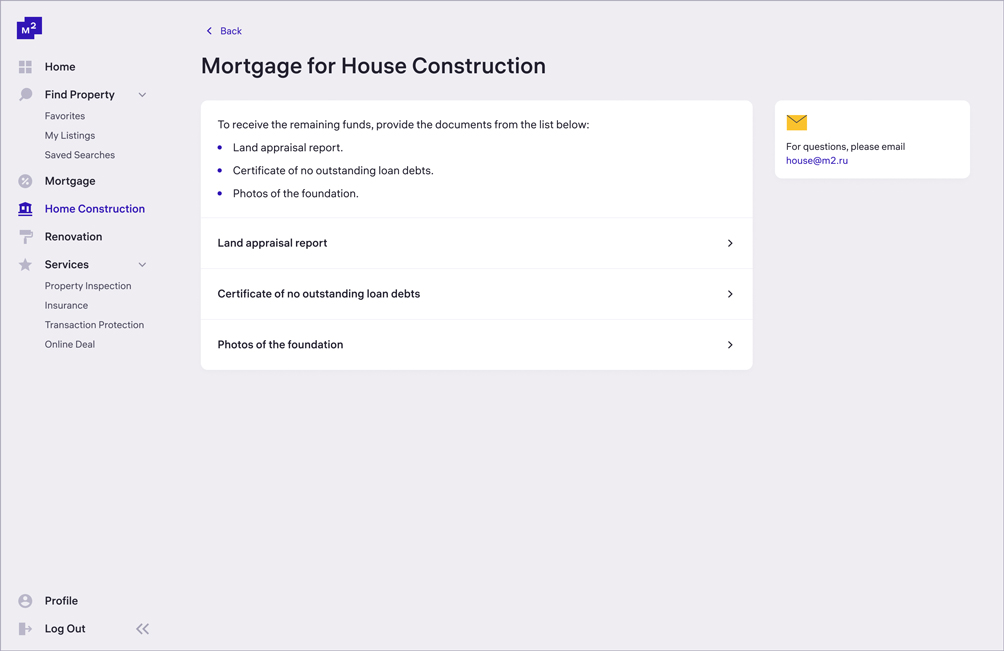 M2
Home
Find Property
Favorites
My Listings
Saved Searches
Mortgage
Home Construction
Renovation
Services
Property Inspection
Insurance
Transaction Protection
Online Deal
Profile
Log Out
Back
Mortgage for House Construction
To receive the remaining funds, provide the documents from the list below:
• Land appraisal report.
• Certificate of no outstanding loan debts.
• Photos of the foundation.
Land appraisal report
Certificate of no outstanding loan debts
Photos of the foundation
For questions, please email
house@m2.ru